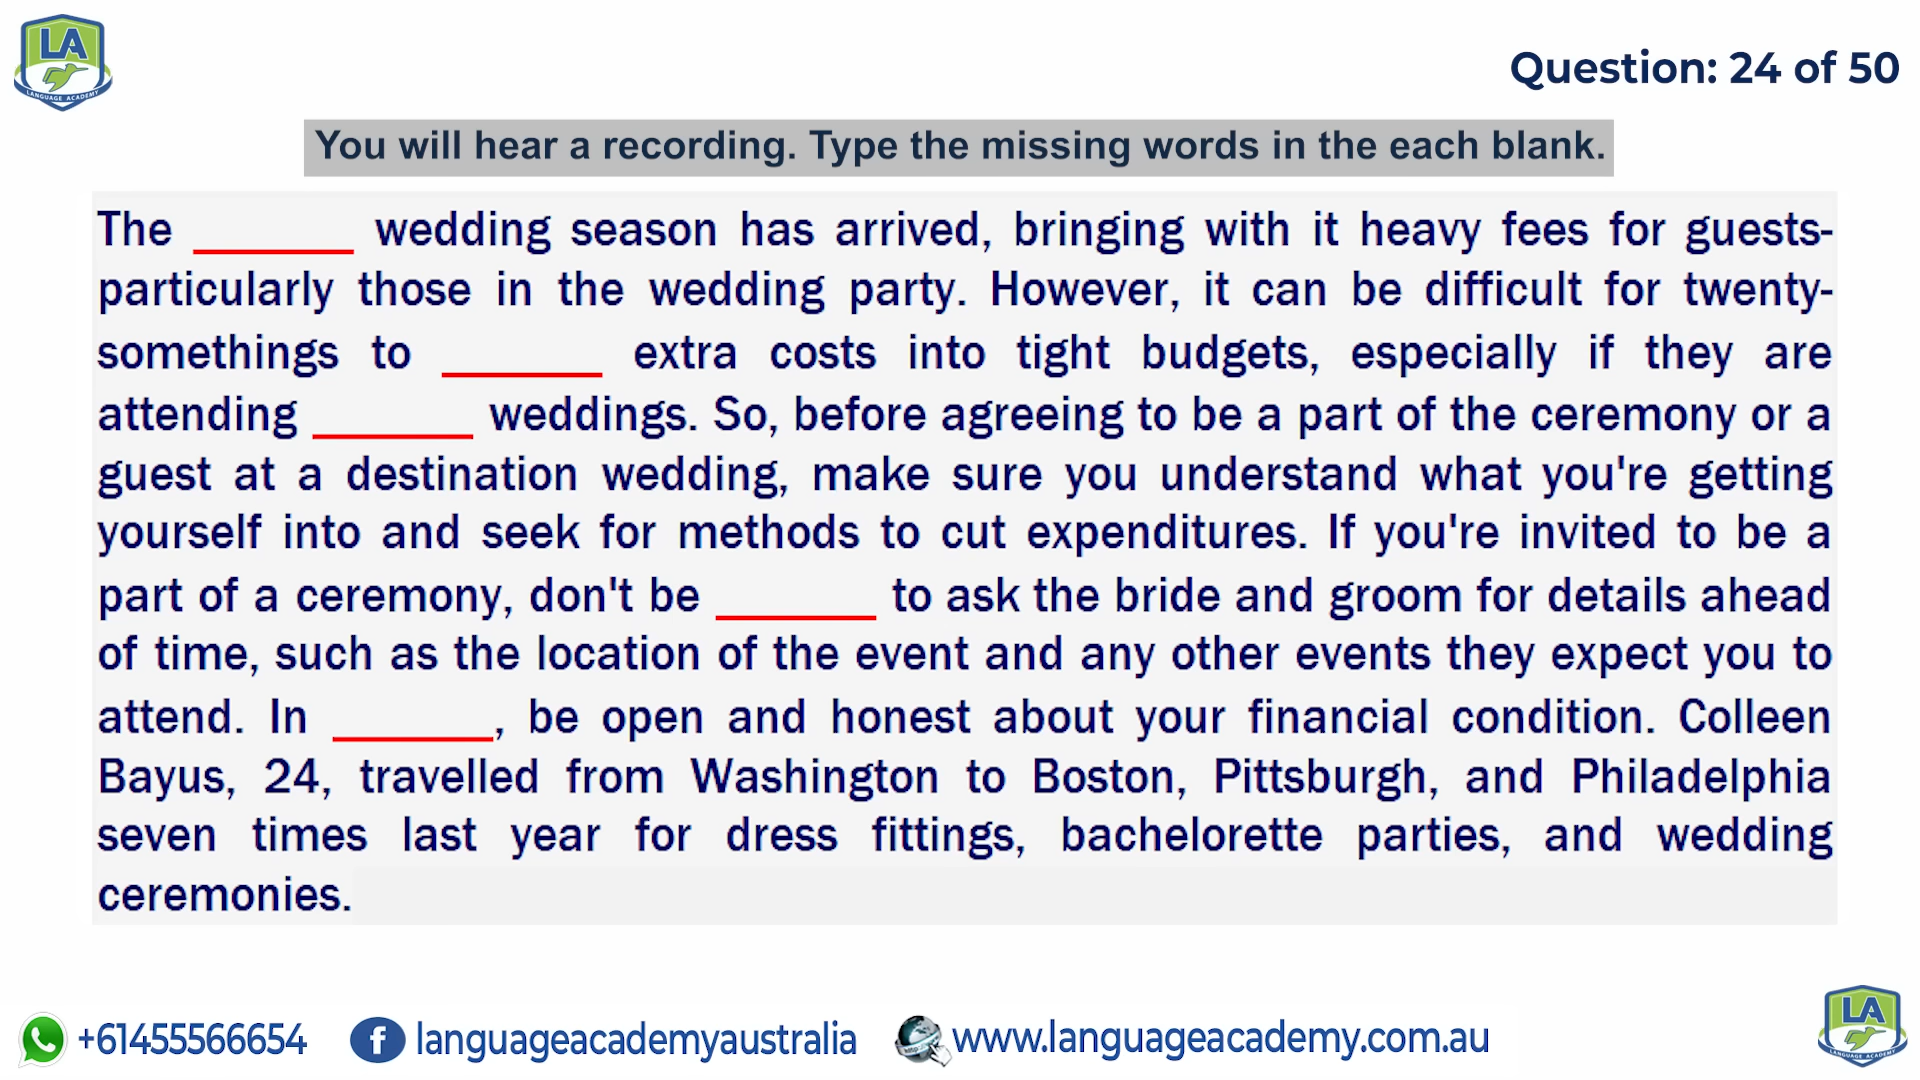 LA
LANGUAGE ACADEMY
Question: 24 of 50
You will hear a recording. Type the missing words in the each blank.
The ______ wedding season has arrived, bringing with it heavy fees for guests-
particularly those in the wedding party. However, it can be difficult for twenty-
somethings to ______ extra costs into tight budgets, especially if they are
attending ______ weddings. So, before agreeing to be a part of the ceremony or a
guest at a destination wedding, make sure you understand what you're getting
yourself into and seek for methods to cut expenditures. If you're invited to be a
part of a ceremony, don't be ______ to ask the bride and groom for details ahead
of time, such as the location of the event and any other events they expect you to
attend. In ______, be open and honest about your financial condition. Colleen
Bayus, 24, travelled from Washington to Boston, Pittsburgh, and Philadelphia
seven times last year for dress fittings, bachelorette parties, and wedding
ceremonies.
+61455566654 languageacademyaustralia www.languageacademy.com.au
LA
LANGUAGE ACADEMY